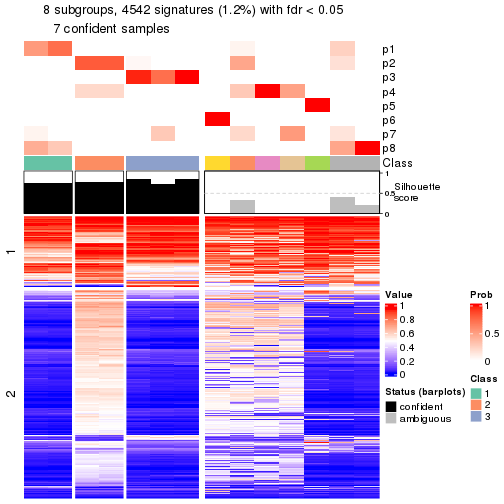 8 subgroups, 4542 signatures (1.2%) with fdr < 0.05
7 confident samples
p1
p2
p3
p4
p5
p6
p7
p8
Class
1
0.5
0
Silhouette
score
1
2
Value
0.8
0.6
0.4
0.2
0
Prob
1
0.5
0
Status (barplots)
confident
ambiguous
Class
1
2
3